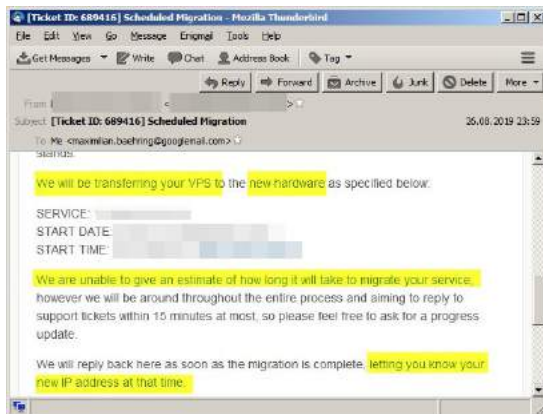 [Ticket ID: 689416] Scheduled Migration - Mozilla Thunderbird
File Edit View Go Message Enigmail Tools Help
Get Messages Write Chat Address Book Tag
Reply Forward Archive Junk Delete More
From
Subject [Ticket ID: 689416] Scheduled Migration 26.08.2019 23:59
To Me <maximilian.baehring@googlemail.com>
stands.
We will be transferring your VPS to the new hardware as specified below:
SERVICE:
START DATE:
START TIME:
We are unable to give an estimate of how long it will take to migrate your service,
however we will be around throughout the entire process and aiming to reply to
support tickets within 15 minutes at most, so please feel free to ask for a progress
update.
We will reply back here as soon as the migration is complete, letting you know your
new IP address at that time.